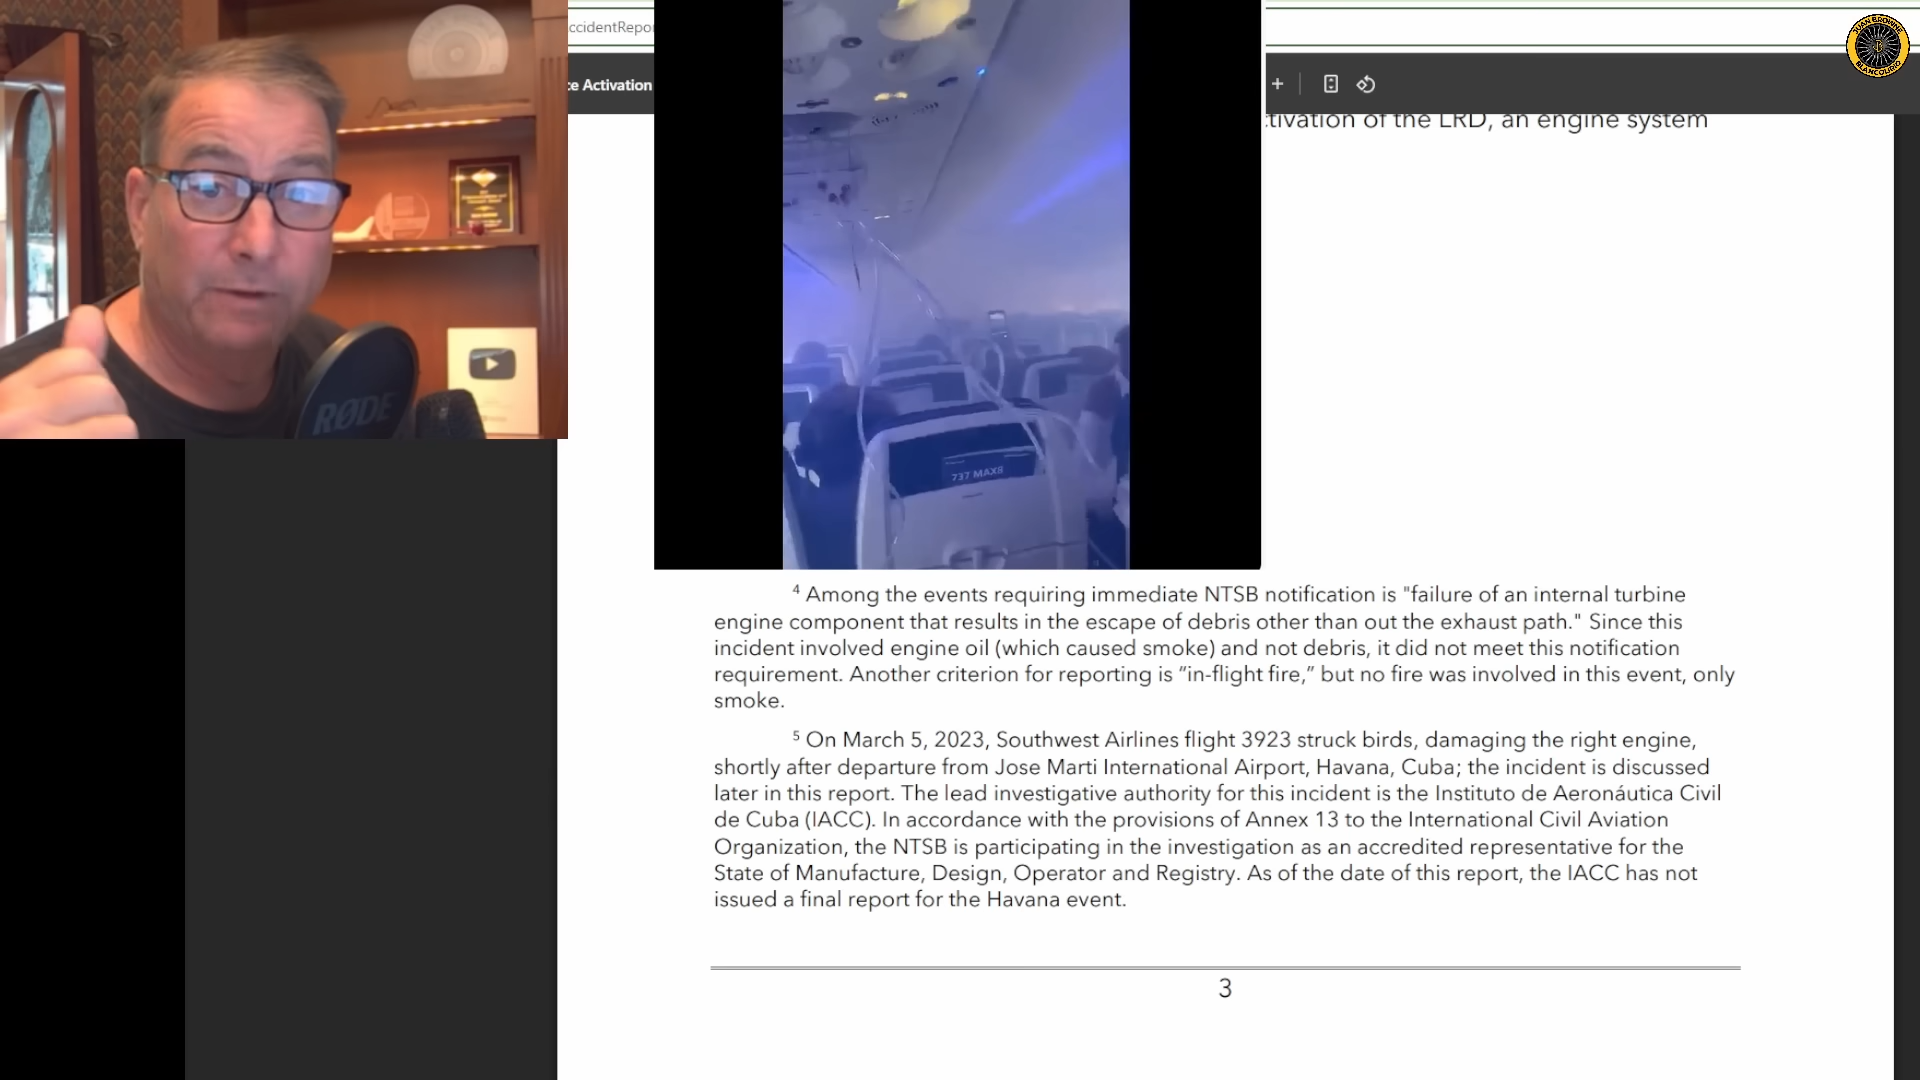 ccidentRepo
JUAN BROWNE
BLANCOLIRIO
ce Activation
ctivation of the LRD, an engine system
RØDE
737 MAX8
4 Among the events requiring immediate NTSB notification is "failure of an internal turbine
engine component that results in the escape of debris other than out the exhaust path." Since this
incident involved engine oil (which caused smoke) and not debris, it did not meet this notification
requirement. Another criterion for reporting is “in-flight fire,” but no fire was involved in this event, only
smoke.
5 On March 5, 2023, Southwest Airlines flight 3923 struck birds, damaging the right engine,
shortly after departure from Jose Marti International Airport, Havana, Cuba; the incident is discussed
later in this report. The lead investigative authority for this incident is the Instituto de Aeronáutica Civil
de Cuba (IACC). In accordance with the provisions of Annex 13 to the International Civil Aviation
Organization, the NTSB is participating in the investigation as an accredited representative for the
State of Manufacture, Design, Operator and Registry. As of the date of this report, the IACC has not
issued a final report for the Havana event.
3